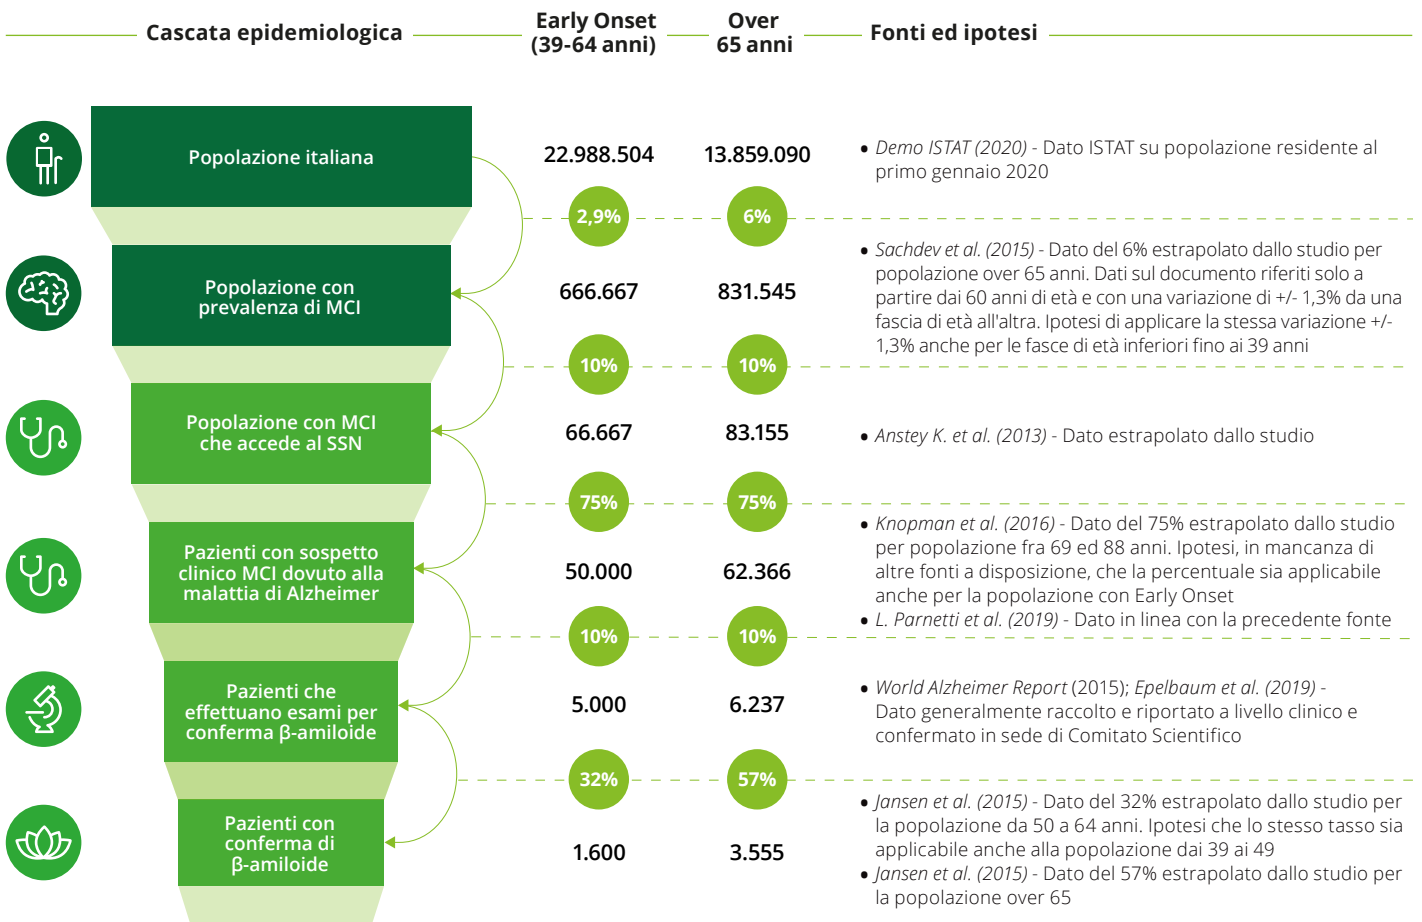 Cascata epidemiologica
Early Onset
(39-64 anni)
Over
65 anni
Fonti ed ipotesi
Popolazione italiana
22.988.504
13.859.090
• Demo ISTAT (2020) - Dato ISTAT su popolazione residente al
primo gennaio 2020
2,9%
6%
Popolazione con
prevalenza di MCI
666.667
831.545
• Sachdev et al. (2015) - Dato del 6% estrapolato dallo studio per
popolazione over 65 anni. Dati sul documento riferiti solo a
partire dai 60 anni di età e con una variazione di +/- 1,3% da una
fascia di età all'altra. Ipotesi di applicare la stessa variazione +/-
1,3% anche per le fasce di età inferiori fino ai 39 anni
10%
10%
Popolazione con MCI
che accede al SSN
66.667
83.155
• Anstey K. et al. (2013) - Dato estrapolato dallo studio
75%
75%
Pazienti con sospetto
clinico MCI dovuto alla
malattia di Alzheimer
50.000
62.366
• Knopman et al. (2016) - Dato del 75% estrapolato dallo studio
per popolazione fra 69 ed 88 anni. Ipotesi, in mancanza di
altre fonti a disposizione, che la percentuale sia applicabile
anche per la popolazione con Early Onset
• L. Parnetti et al. (2019) - Dato in linea con la precedente fonte
10%
10%
Pazienti che
effettuano esami per
conferma β-amiloide
5.000
6.237
• World Alzheimer Report (2015); Epelbaum et al. (2019) -
Dato generalmente raccolto e riportato a livello clinico e
confermato in sede di Comitato Scientifico
32%
57%
Pazienti con
conferma di
β-amiloide
1.600
3.555
• Jansen et al. (2015) - Dato del 32% estrapolato dallo studio per
la popolazione da 50 a 64 anni. Ipotesi che lo stesso tasso sia
applicabile anche alla popolazione dai 39 ai 49
• Jansen et al. (2015) - Dato del 57% estrapolato dallo studio per
la popolazione over 65